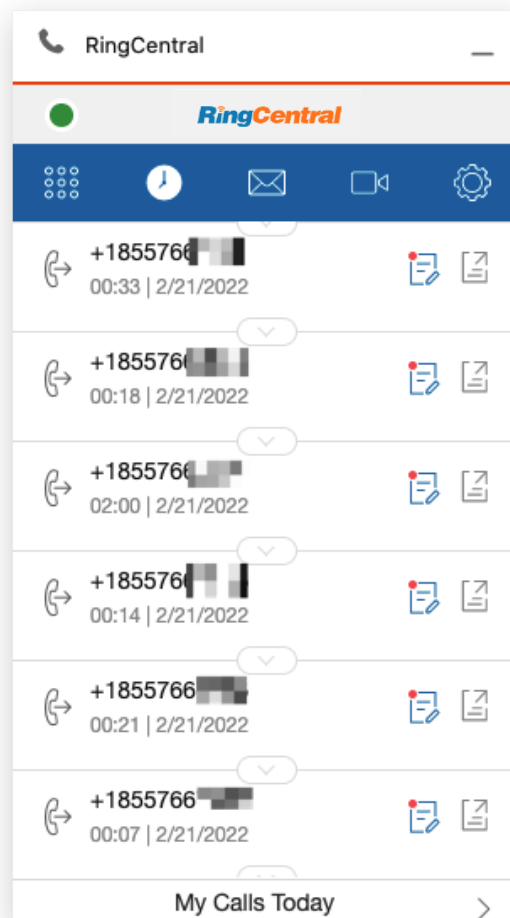 RingCentral
RingCentral
+1855766
00:33 | 2/21/2022
+1855766
00:18 | 2/21/2022
+1855766
02:00 | 2/21/2022
+1855766
00:14 | 2/21/2022
+1855766
00:21 | 2/21/2022
+1855766
00:07 | 2/21/2022
My Calls Today